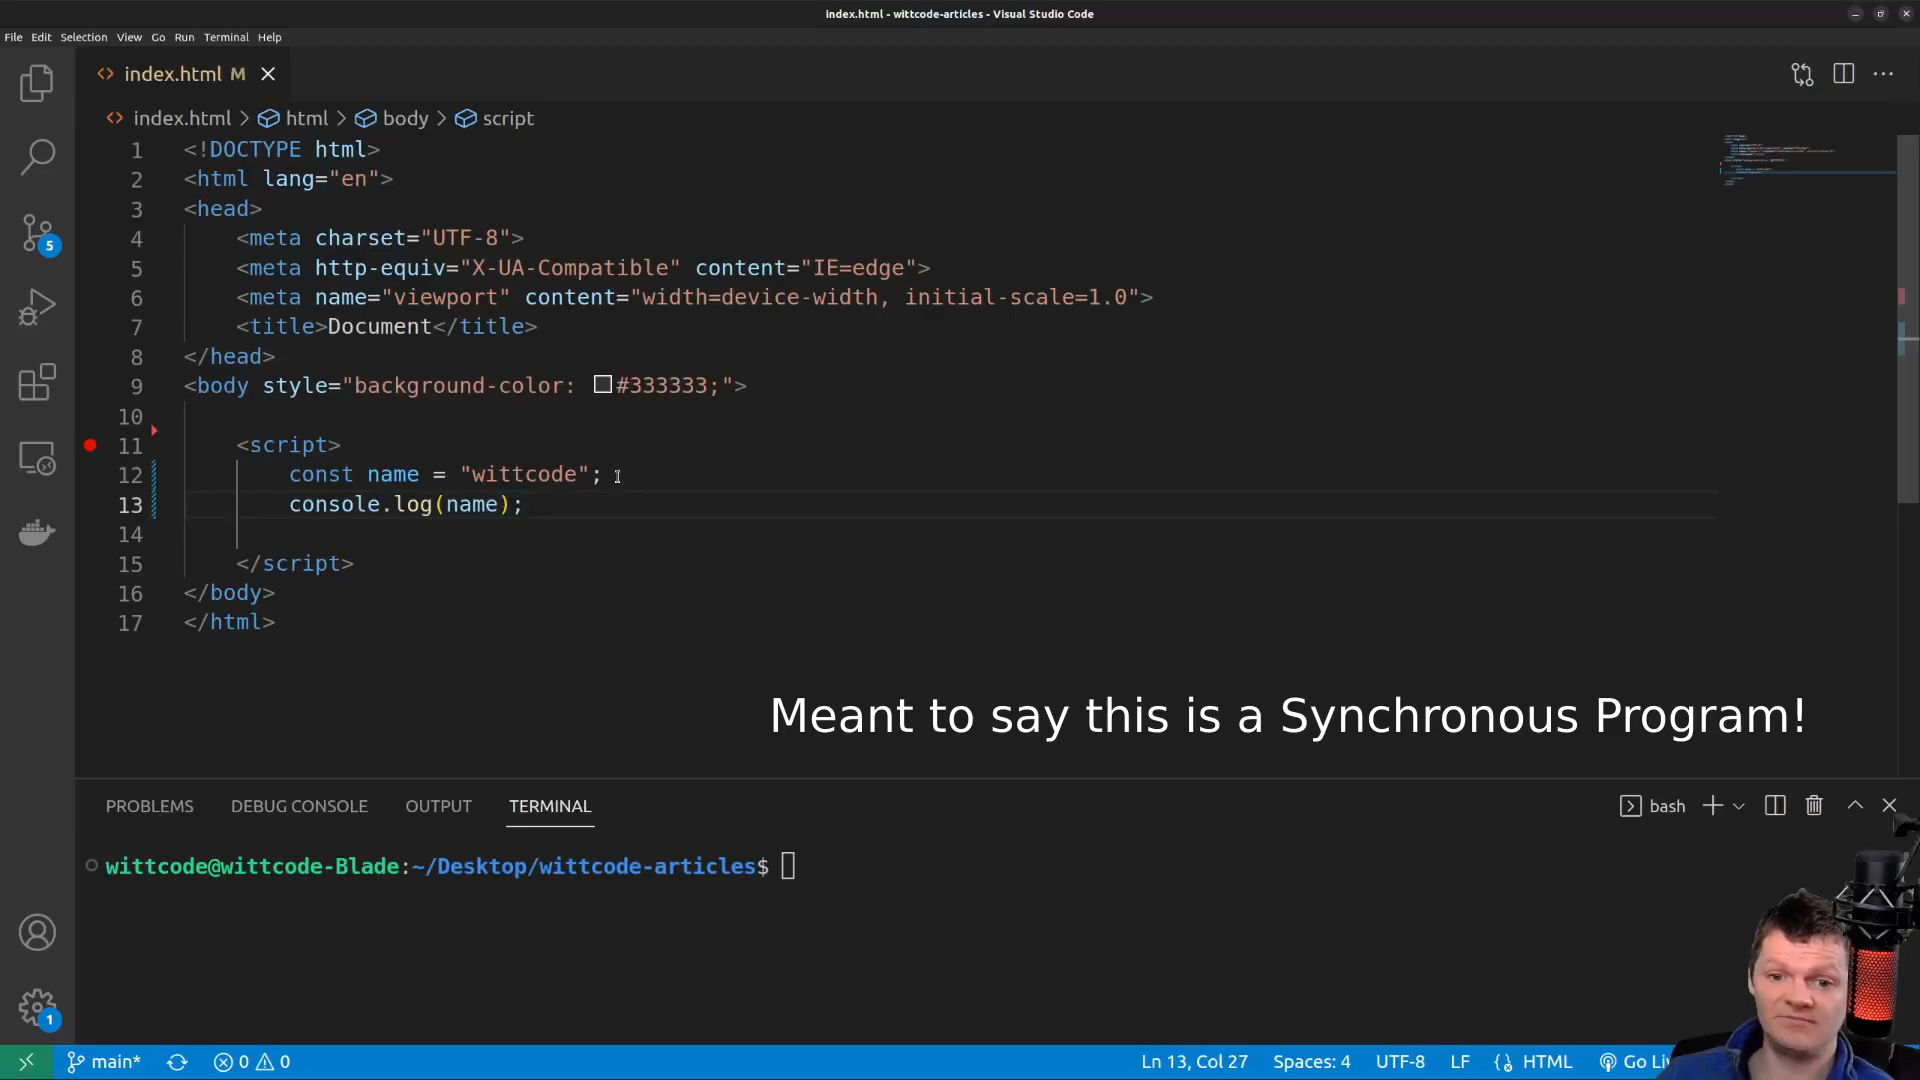 index.html - wittcode-articles - Visual Studio Code
File Edit Selection View Go Run Terminal Help
index.html M
index.html > html > body > script
1 <!DOCTYPE html>
2 <html lang="en">
3 <head>
4 <meta charset="UTF-8">
5 <meta http-equiv="X-UA-Compatible" content="IE=edge">
6 <meta name="viewport" content="width=device-width, initial-scale=1.0">
7 <title>Document</title>
8 </head>
9 <body style="background-color: #333333;">
10
11 <script>
12 const name = "wittcode";
13 console.log(name);
14
15 </script>
16 </body>
17 </html>
5
Meant to say this is a Synchronous Program!
PROBLEMS DEBUG CONSOLE OUTPUT TERMINAL bash
wittcode@wittcode-Blade:~/Desktop/wittcode-articles$
1
main* 0 0 Ln 13, Col 27 Spaces: 4 UTF-8 LF HTML Go